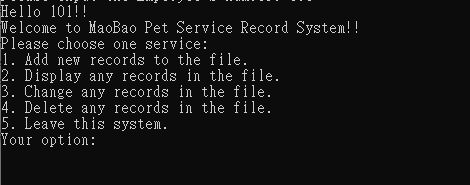 Hello 101!!
Welcome to MaoBao Pet Service Record System!!
Please choose one service:
1. Add new records to the file.
2. Display any records in the file.
3. Change any records in the file.
4. Delete any records in the file.
5. Leave this system.
Your option: